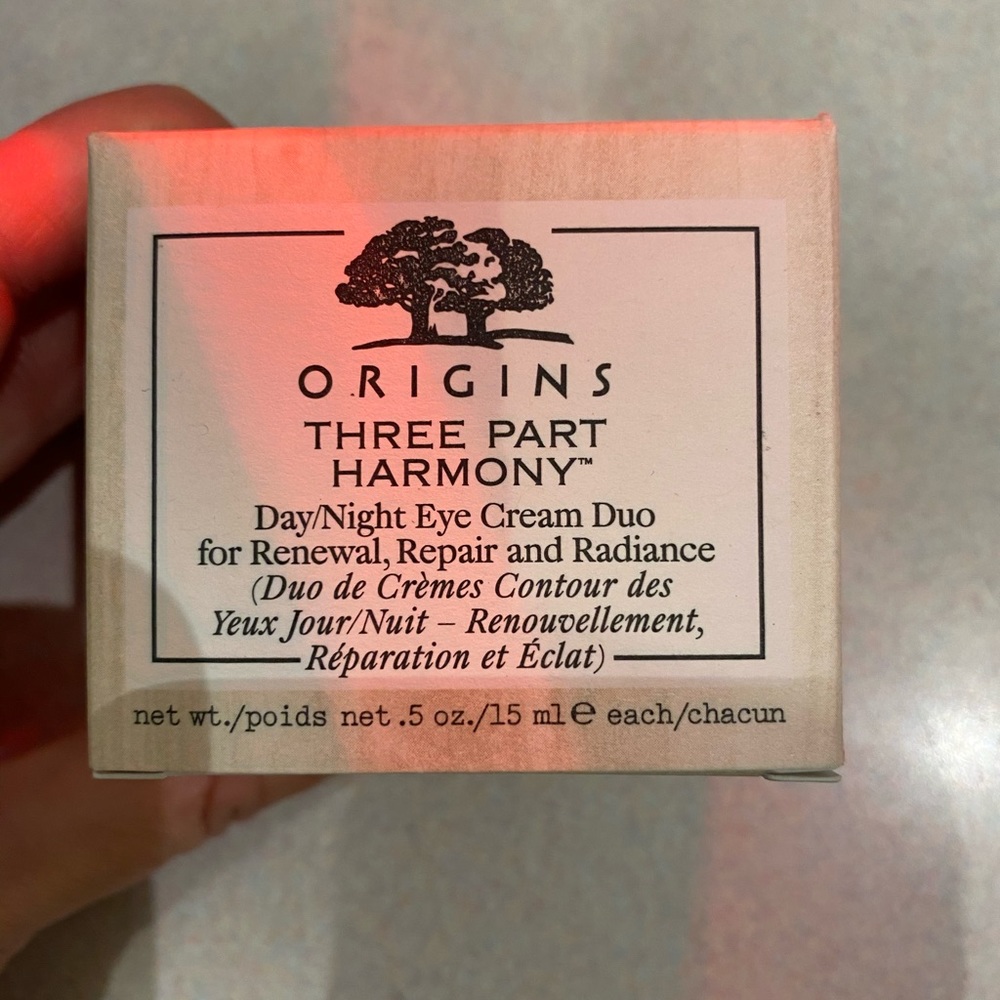 ORIGINS
THREE PART
HARMONY™
Day/Night Eye Cream Duo
for Renewal, Repair and Radiance
(Duo de Crèmes Contour des
Yeux Jour/Nuit – Renouvellement,
Réparation et Éclat)
net wt./poids net .5 oz./15 ml ℮ each/chacun